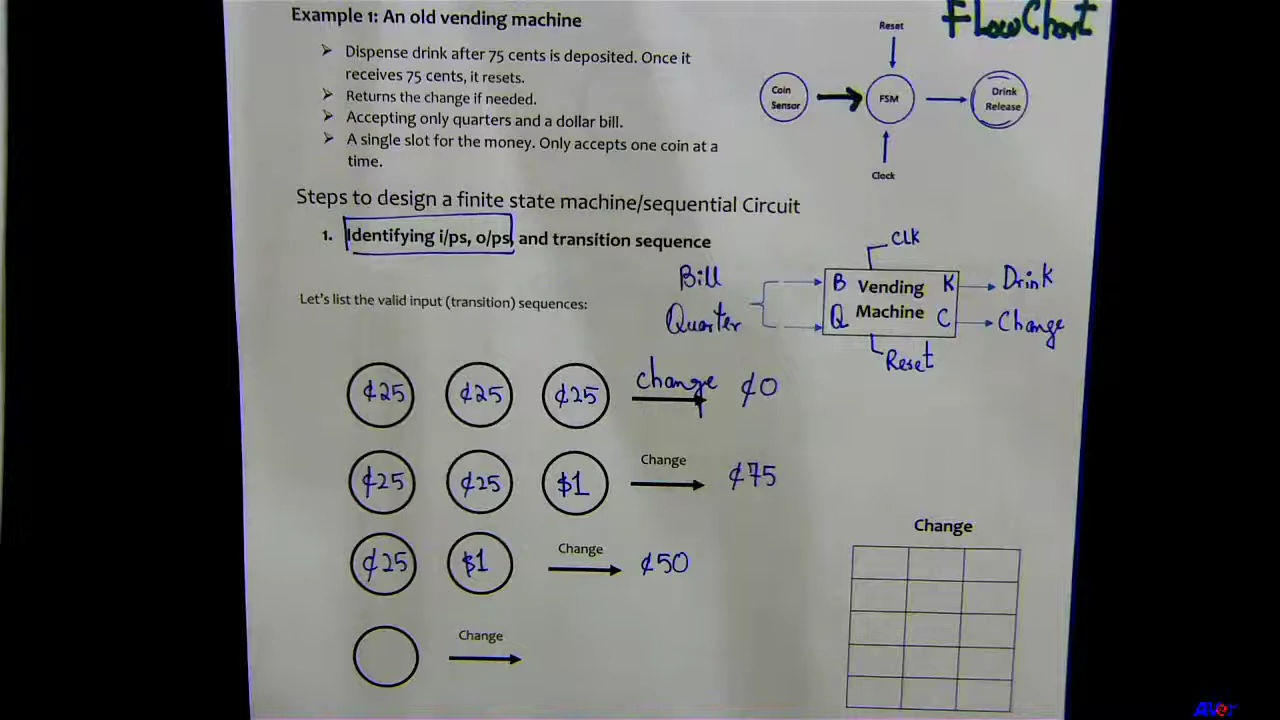 FlowChart
Example 1: An old vending machine
Dispense drink after 75 cents is deposited. Once it
receives 75 cents, it resets.
Returns the change if needed.
Accepting only quarters and a dollar bill.
A single slot for the money. Only accepts one coin at a
time.
Reset
Coin
Sensor
FSM
Drink
Release
Clock
Steps to design a finite state machine/sequential Circuit
1. Identifying i/ps, o/ps, and transition sequence
Let's list the valid input (transition) sequences:
CLK
Bill
Quarter
B Vending K
Q Machine C
Drink
Change
Reset
¢25 ¢25 ¢25 change ¢0
¢25 ¢25 $1 Change ¢75
¢25 $1 Change ¢50
Change
Change
AVer